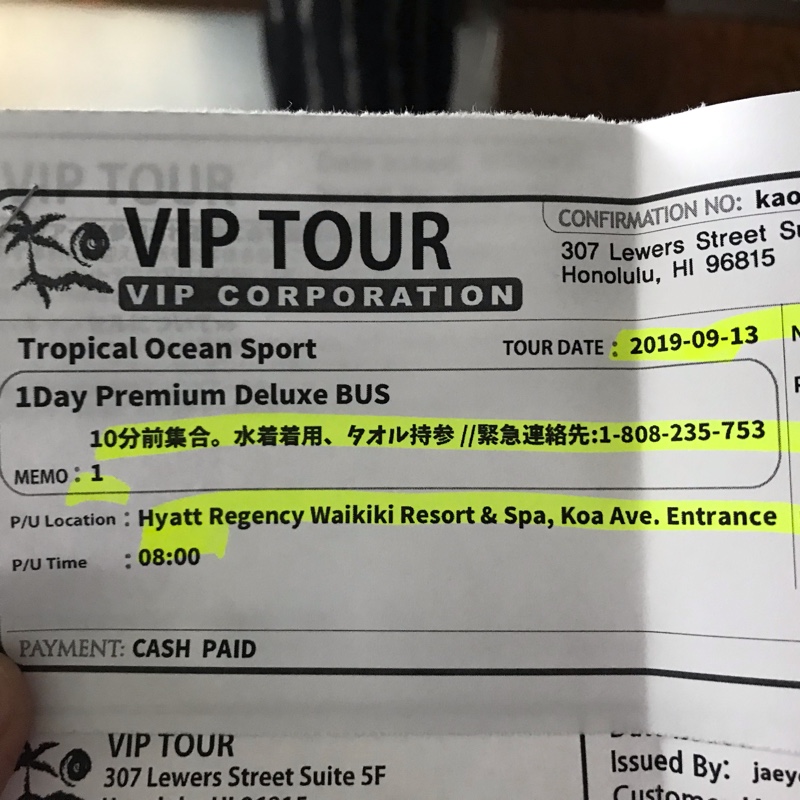 VIP TOUR
VIP TOUR
VIP CORPORATION
CONFIRMATION NO: kao
307 Lewers Street Su
Honolulu, HI 96815
Tropical Ocean Sport
TOUR DATE : 2019-09-13
N
1Day Premium Deluxe BUS
10分前集合。水着着用、タオル持参 //緊急連絡先:1-808-235-753
MEMO : 1
P/U Location : Hyatt Regency Waikiki Resort & Spa, Koa Ave. Entrance
P/U Time : 08:00
PAYMENT: CASH PAID
VIP TOUR
307 Lewers Street Suite 5F
Issued By: jaey
Custome